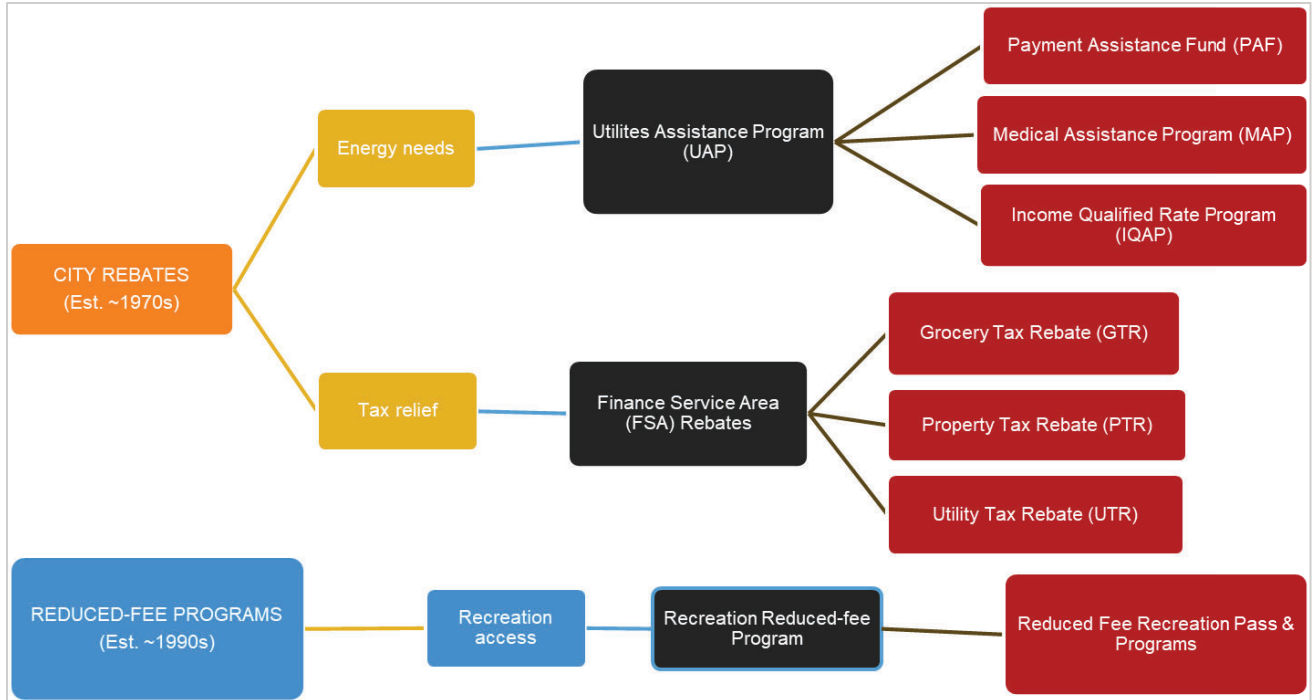 Payment Assistance Fund (PAF)
Energy needs
Utilites Assistance Program
(UAP)
Medical Assistance Program (MAP)
Income Qualified Rate Program
(IQAP)
CITY REBATES
(Est. ~1970s)
Grocery Tax Rebate (GTR)
Tax relief
Finance Service Area
(FSA) Rebates
Property Tax Rebate (PTR)
Utility Tax Rebate (UTR)
REDUCED-FEE PROGRAMS
(Est. ~1990s)
Recreation
access
Recreation Reduced-fee
Program
Reduced Fee Recreation Pass &
Programs